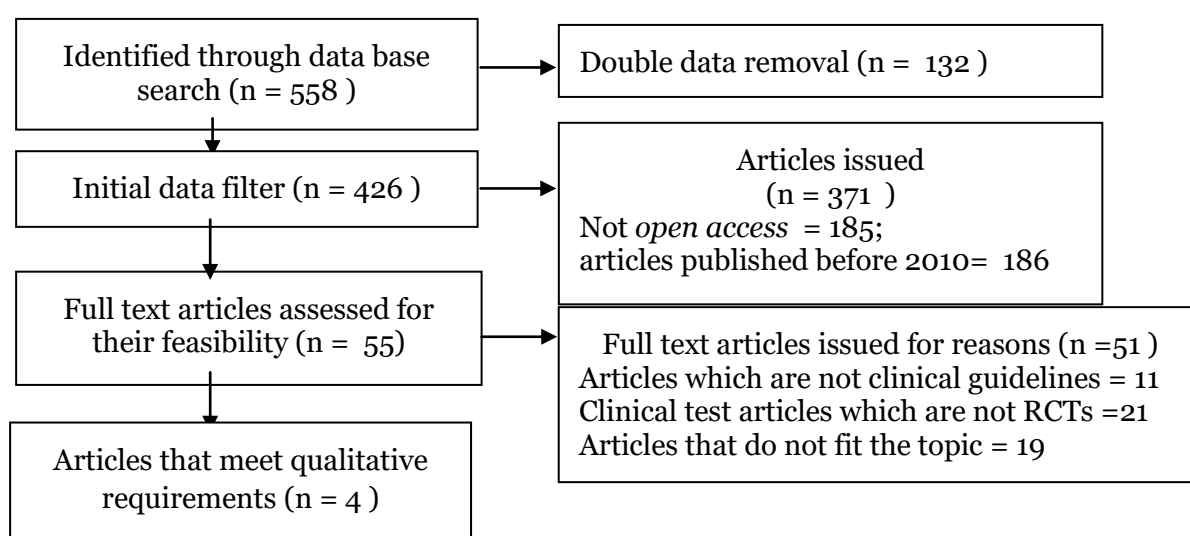 Identified through data base
search (n = 558 )
Double data removal (n = 132 )
Initial data filter (n = 426 )
Articles issued
(n = 371 )
Not open access = 185;
articles published before 2010= 186
Full text articles assessed for
their feasibility (n = 55)
Full text articles issued for reasons (n =51 )
Articles which are not clinical guidelines = 11
Clinical test articles which are not RCTs =21
Articles that do not fit the topic = 19
Articles that meet qualitative
requirements (n = 4 )